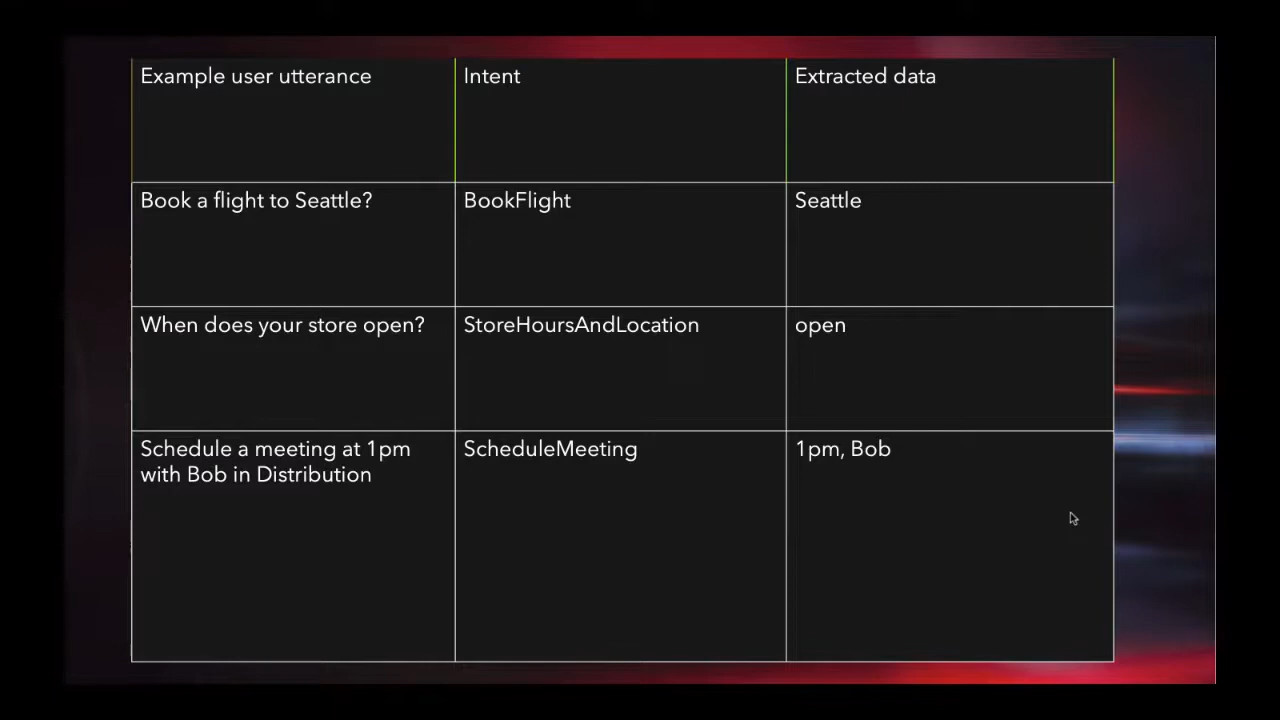 Example user utterance
Intent
Extracted data
Book a flight to Seattle?
BookFlight
Seattle
When does your store open?
StoreHoursAndLocation
open
Schedule a meeting at 1pm
with Bob in Distribution
ScheduleMeeting
1pm, Bob